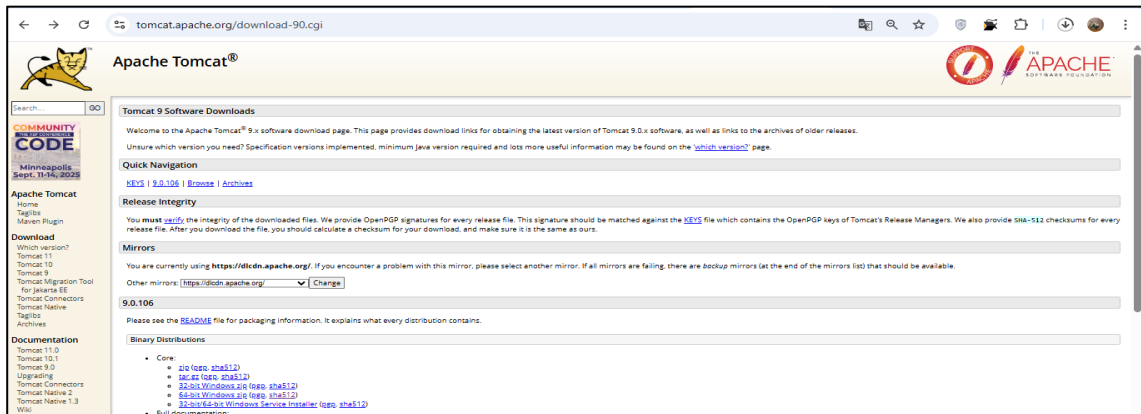 tomcat.apache.org/download-90.cgi
Apache Tomcat®
SUPPORT APACHE
THE APACHE
SOFTWARE FOUNDATION
Search... GO
COMMUNITY
THE ASF CONFERENCE
CODE
Minneapolis
Sept. 11-14, 2025
Apache Tomcat
Home
Taglibs
Maven Plugin
Download
Which version?
Tomcat 11
Tomcat 10
Tomcat 9
Tomcat Migration Tool
for Jakarta EE
Tomcat Connectors
Tomcat Native
Taglibs
Archives
Documentation
Tomcat 11.0
Tomcat 10.1
Tomcat 9.0
Upgrading
Tomcat Connectors
Tomcat Native 2
Tomcat Native 1.3
Wiki
Tomcat 9 Software Downloads
Welcome to the Apache Tomcat® 9.x software download page. This page provides download links for obtaining the latest version of Tomcat 9.0.x software, as well as links to the archives of older releases.
Unsure which version you need? Specification versions implemented, minimum Java version required and lots more useful information may be found on the 'which version?' page.
Quick Navigation
KEYS | 9.0.106 | Browse | Archives
Release Integrity
You must verify the integrity of the downloaded files. We provide OpenPGP signatures for every release file. This signature should be matched against the KEYS file which contains the OpenPGP keys of Tomcat's Release Managers. We also provide SHA-512 checksums for every
release file. After you download the file, you should calculate a checksum for your download, and make sure it is the same as ours.
Mirrors
You are currently using https://dlcdn.apache.org/. If you encounter a problem with this mirror, please select another mirror. If all mirrors are failing, there are backup mirrors (at the end of the mirrors list) that should be available.
Other mirrors: https://dlcdn.apache.org/ Change
9.0.106
Please see the README file for packaging information. It explains what every distribution contains.
Binary Distributions
Core:
zip (pgp, sha512)
tar.gz (pgp, sha512)
32-bit Windows zip (pgp, sha512)
64-bit Windows zip (pgp, sha512)
32-bit/64-bit Windows Service Installer (pgp, sha512)
Full documentation: